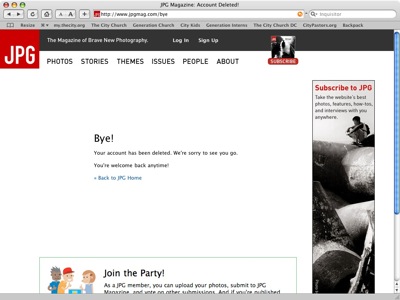 JPG Magazine: Account Deleted!
http://www.jpgmag.com/bye
Inquisitor
Resize
my.thecity.org
Greatest Journal
Church Fuel
City Kids
Generation Interns
The City Church DC
CityPastors.org
Backpack
JPG
The Magazine of Brave New Photography.
Log In
Sign Up
SUBSCRIBE
PHOTOS STORIES THEMES ISSUES PEOPLE ABOUT
Bye!
Your account has been deleted. We're sorry to see you go.
You're welcome back anytime!
« Back to JPG Home
Subscribe to JPG
Take the website's best
photos, features, how-tos,
and interviews with you
anywhere.
Join the Party!
As a JPG member, you can upload your photos, submit to JPG
Magazine, and vote on other submissions. And if you're published